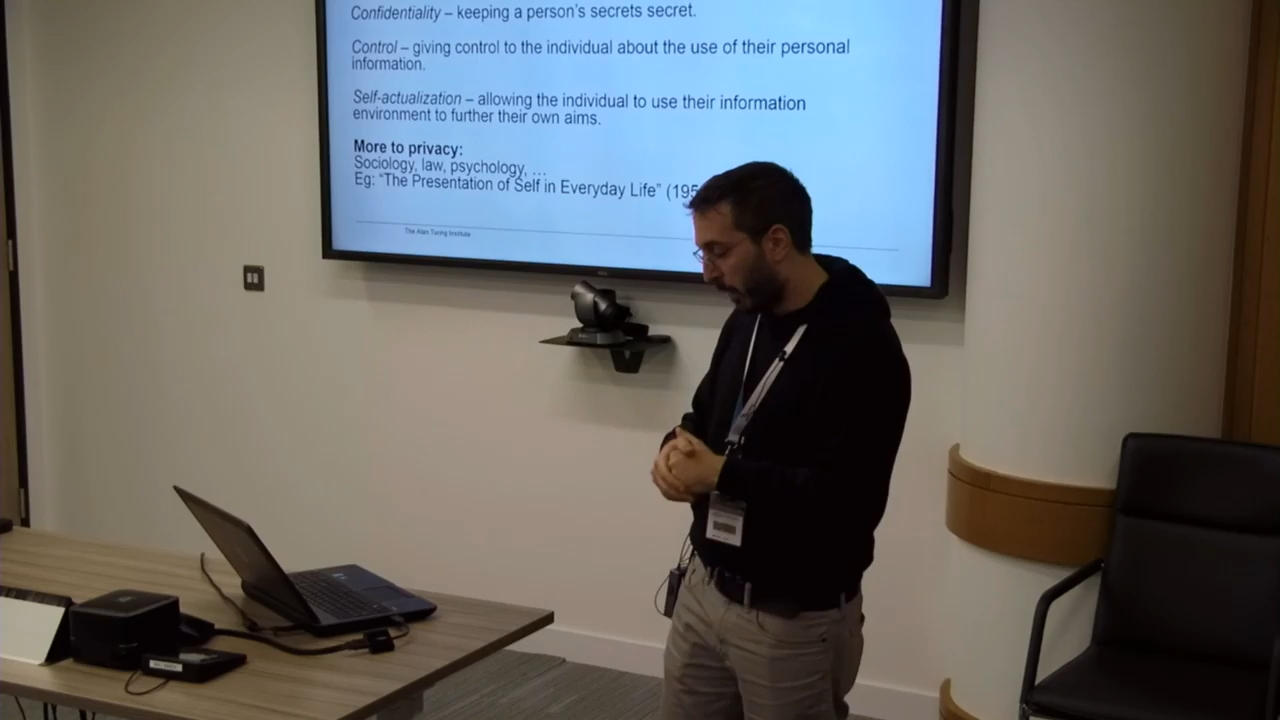 Confidentiality – keeping a person's secrets secret.
Control – giving control to the individual about the use of their personal
information.
Self-actualization – allowing the individual to use their information
environment to further their own aims.
More to privacy:
Sociology, law, psychology, …
Eg: “The Presentation of Self in Everyday Life” (195
The Alan Turing Institute